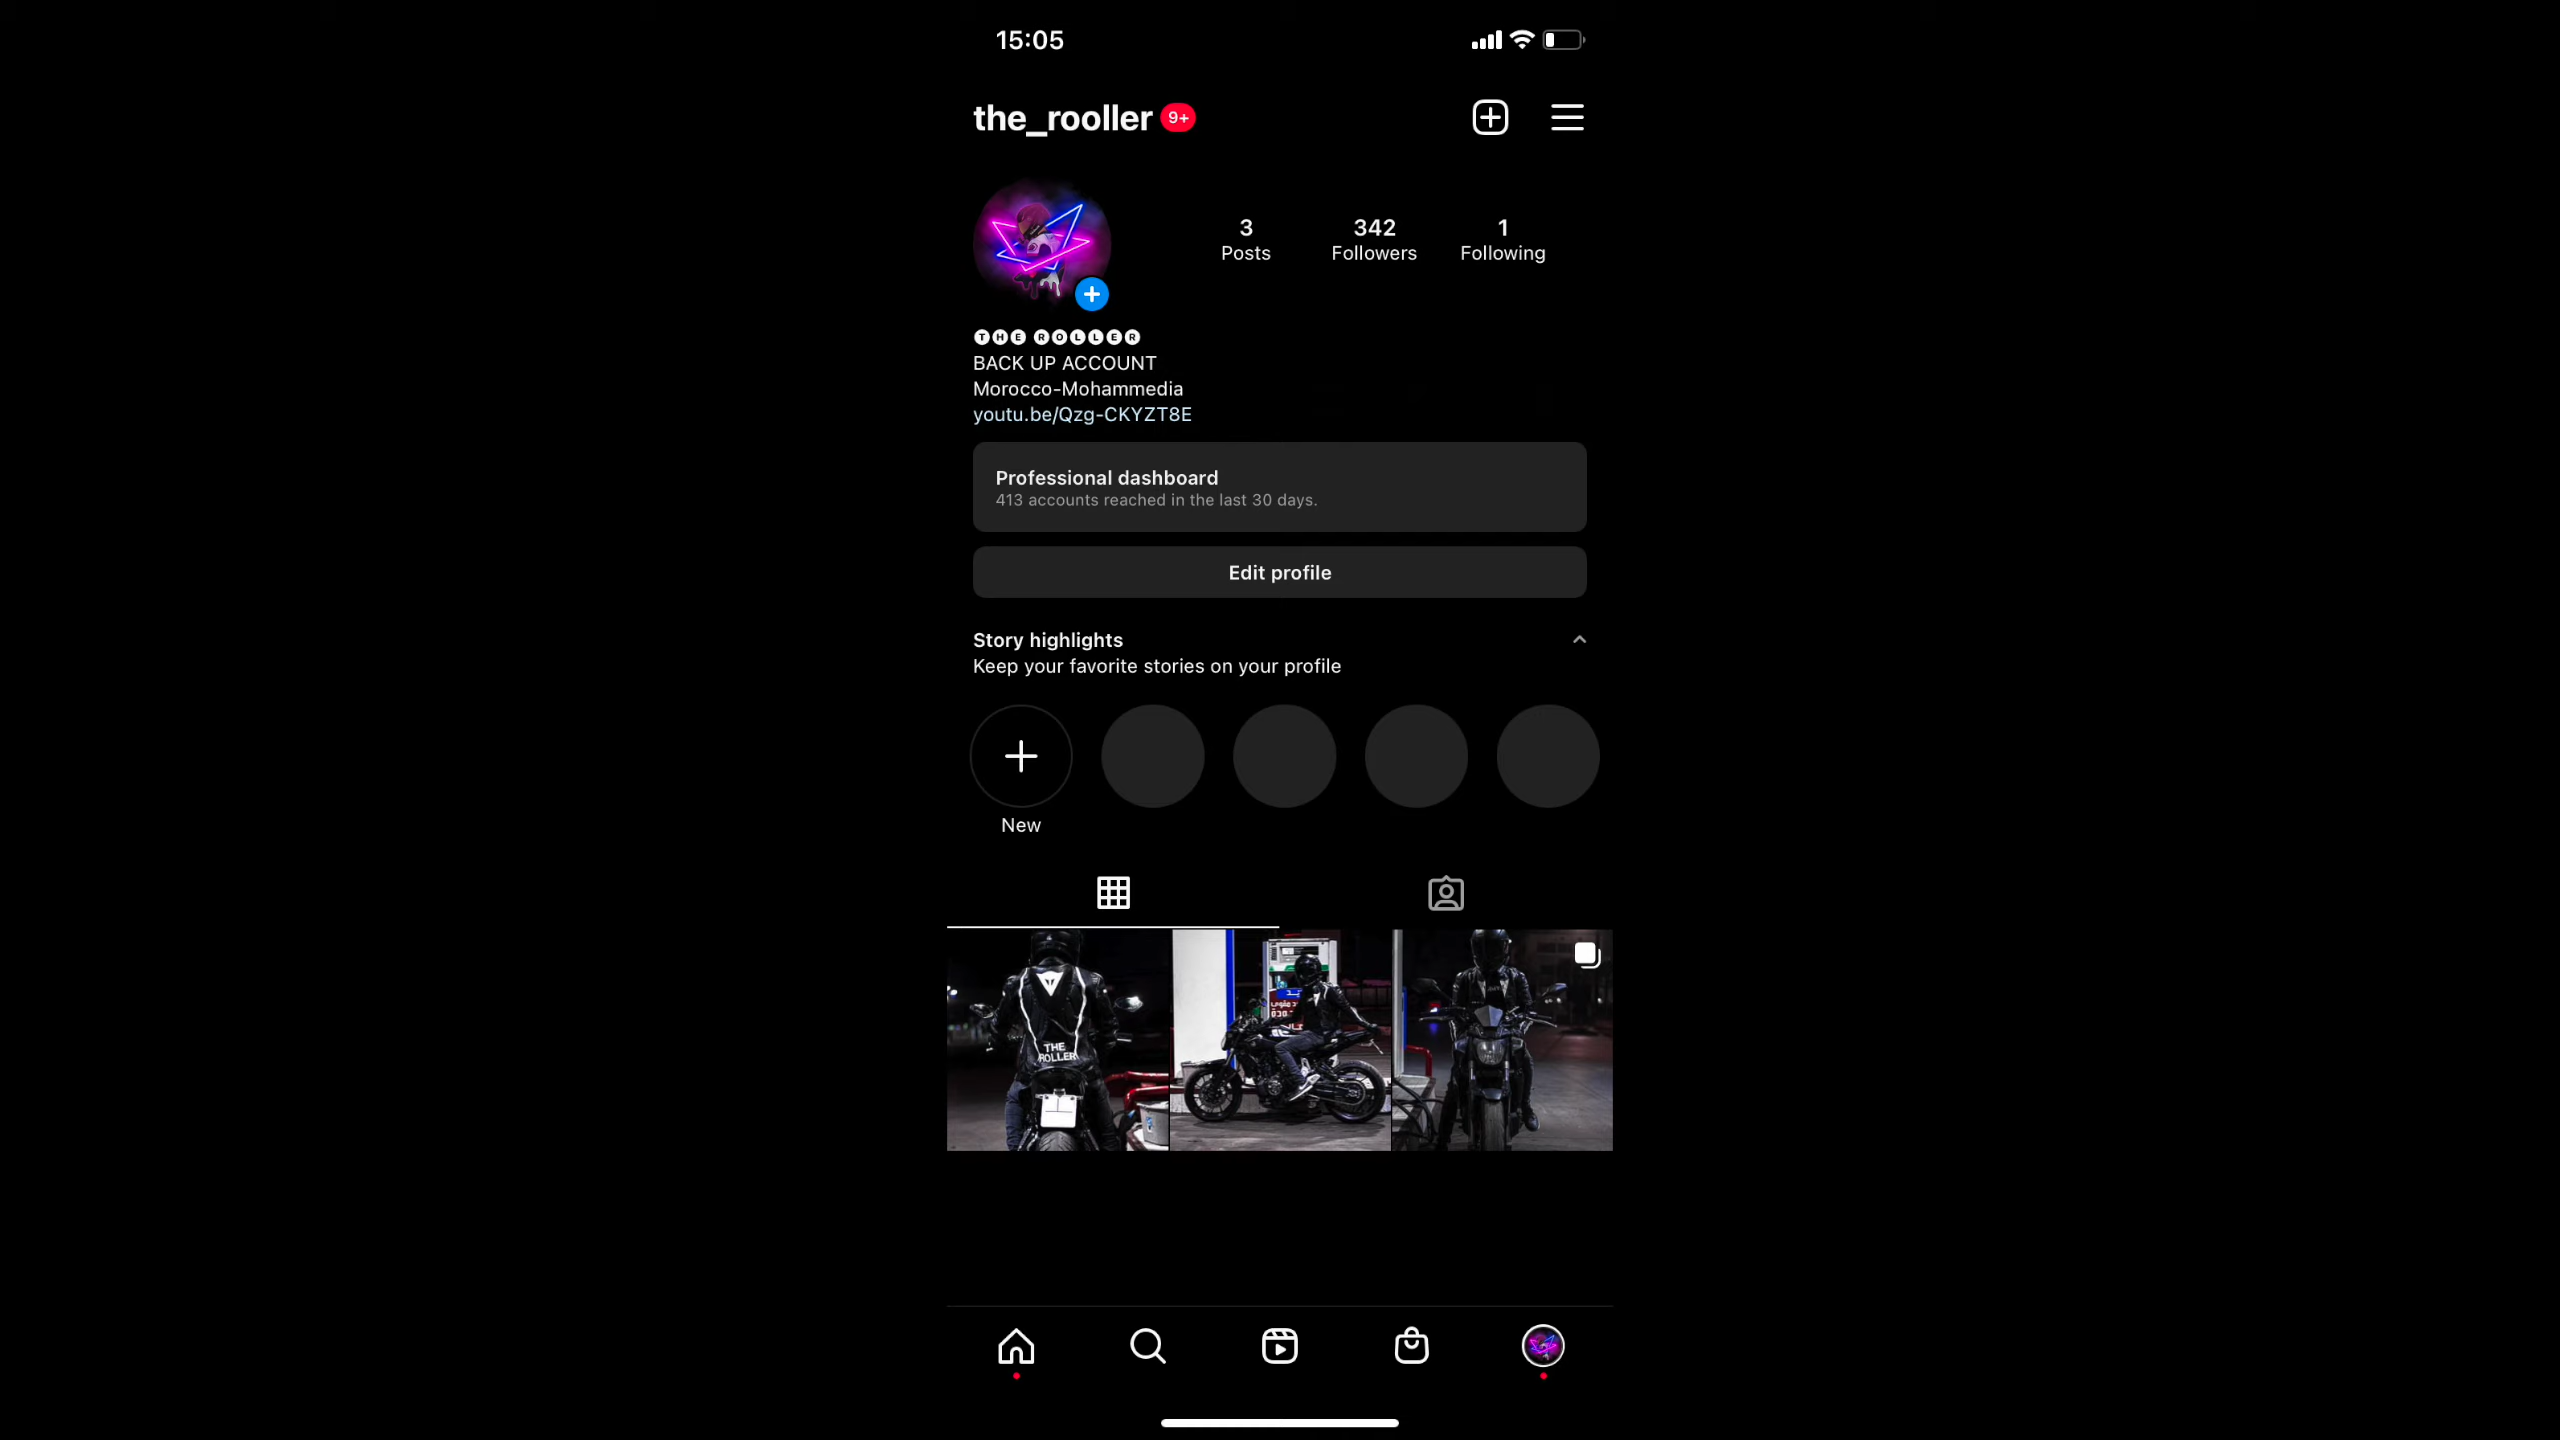 15:05
the_rooller 9+
3
Posts
342
Followers
1
Following
🅣🅗🅔 🅡🅞🅛🅛🅔🅡
BACK UP ACCOUNT
Morocco-Mohammedia
youtu.be/Qzg-CKYZT8E
Professional dashboard
413 accounts reached in the last 30 days.
Edit profile
Story highlights
Keep your favorite stories on your profile
New
THE
ROLLER